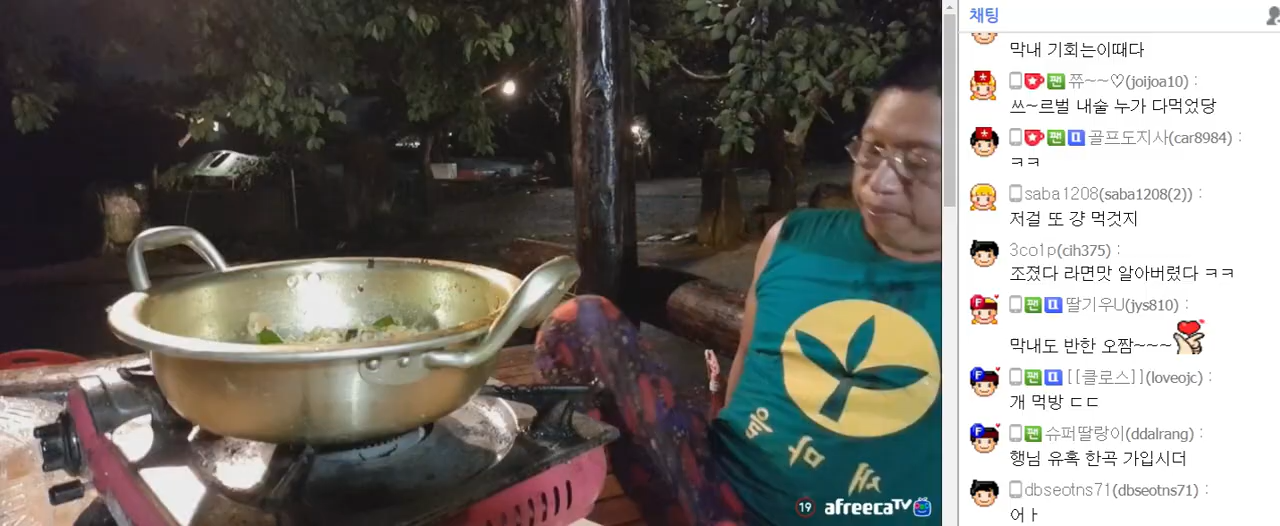 채팅
막내 기회는이때다
팬 쮸~~♡(joijoa10) :
쓰~르벌 내술 누가 다먹었당
팬 골프도지사(car8984) :
ㅋㅋ
saba1208(saba1208(2)) :
저걸 또 걍 먹것지
3co1p(cih375) :
조졌다 라면맛 알아버렸다 ㅋㅋ
팬 딸기우U(jys810) :
막내도 반한 오짬~~~
팬 [[클로스]](loveojc) :
개 먹방 ㄷㄷ
팬 슈퍼딸랑이(ddalrang) :
행님 유혹 한곡 가입시더
dbseotns71(dbseotns71) :
어ㅏ
19 afreecaTV